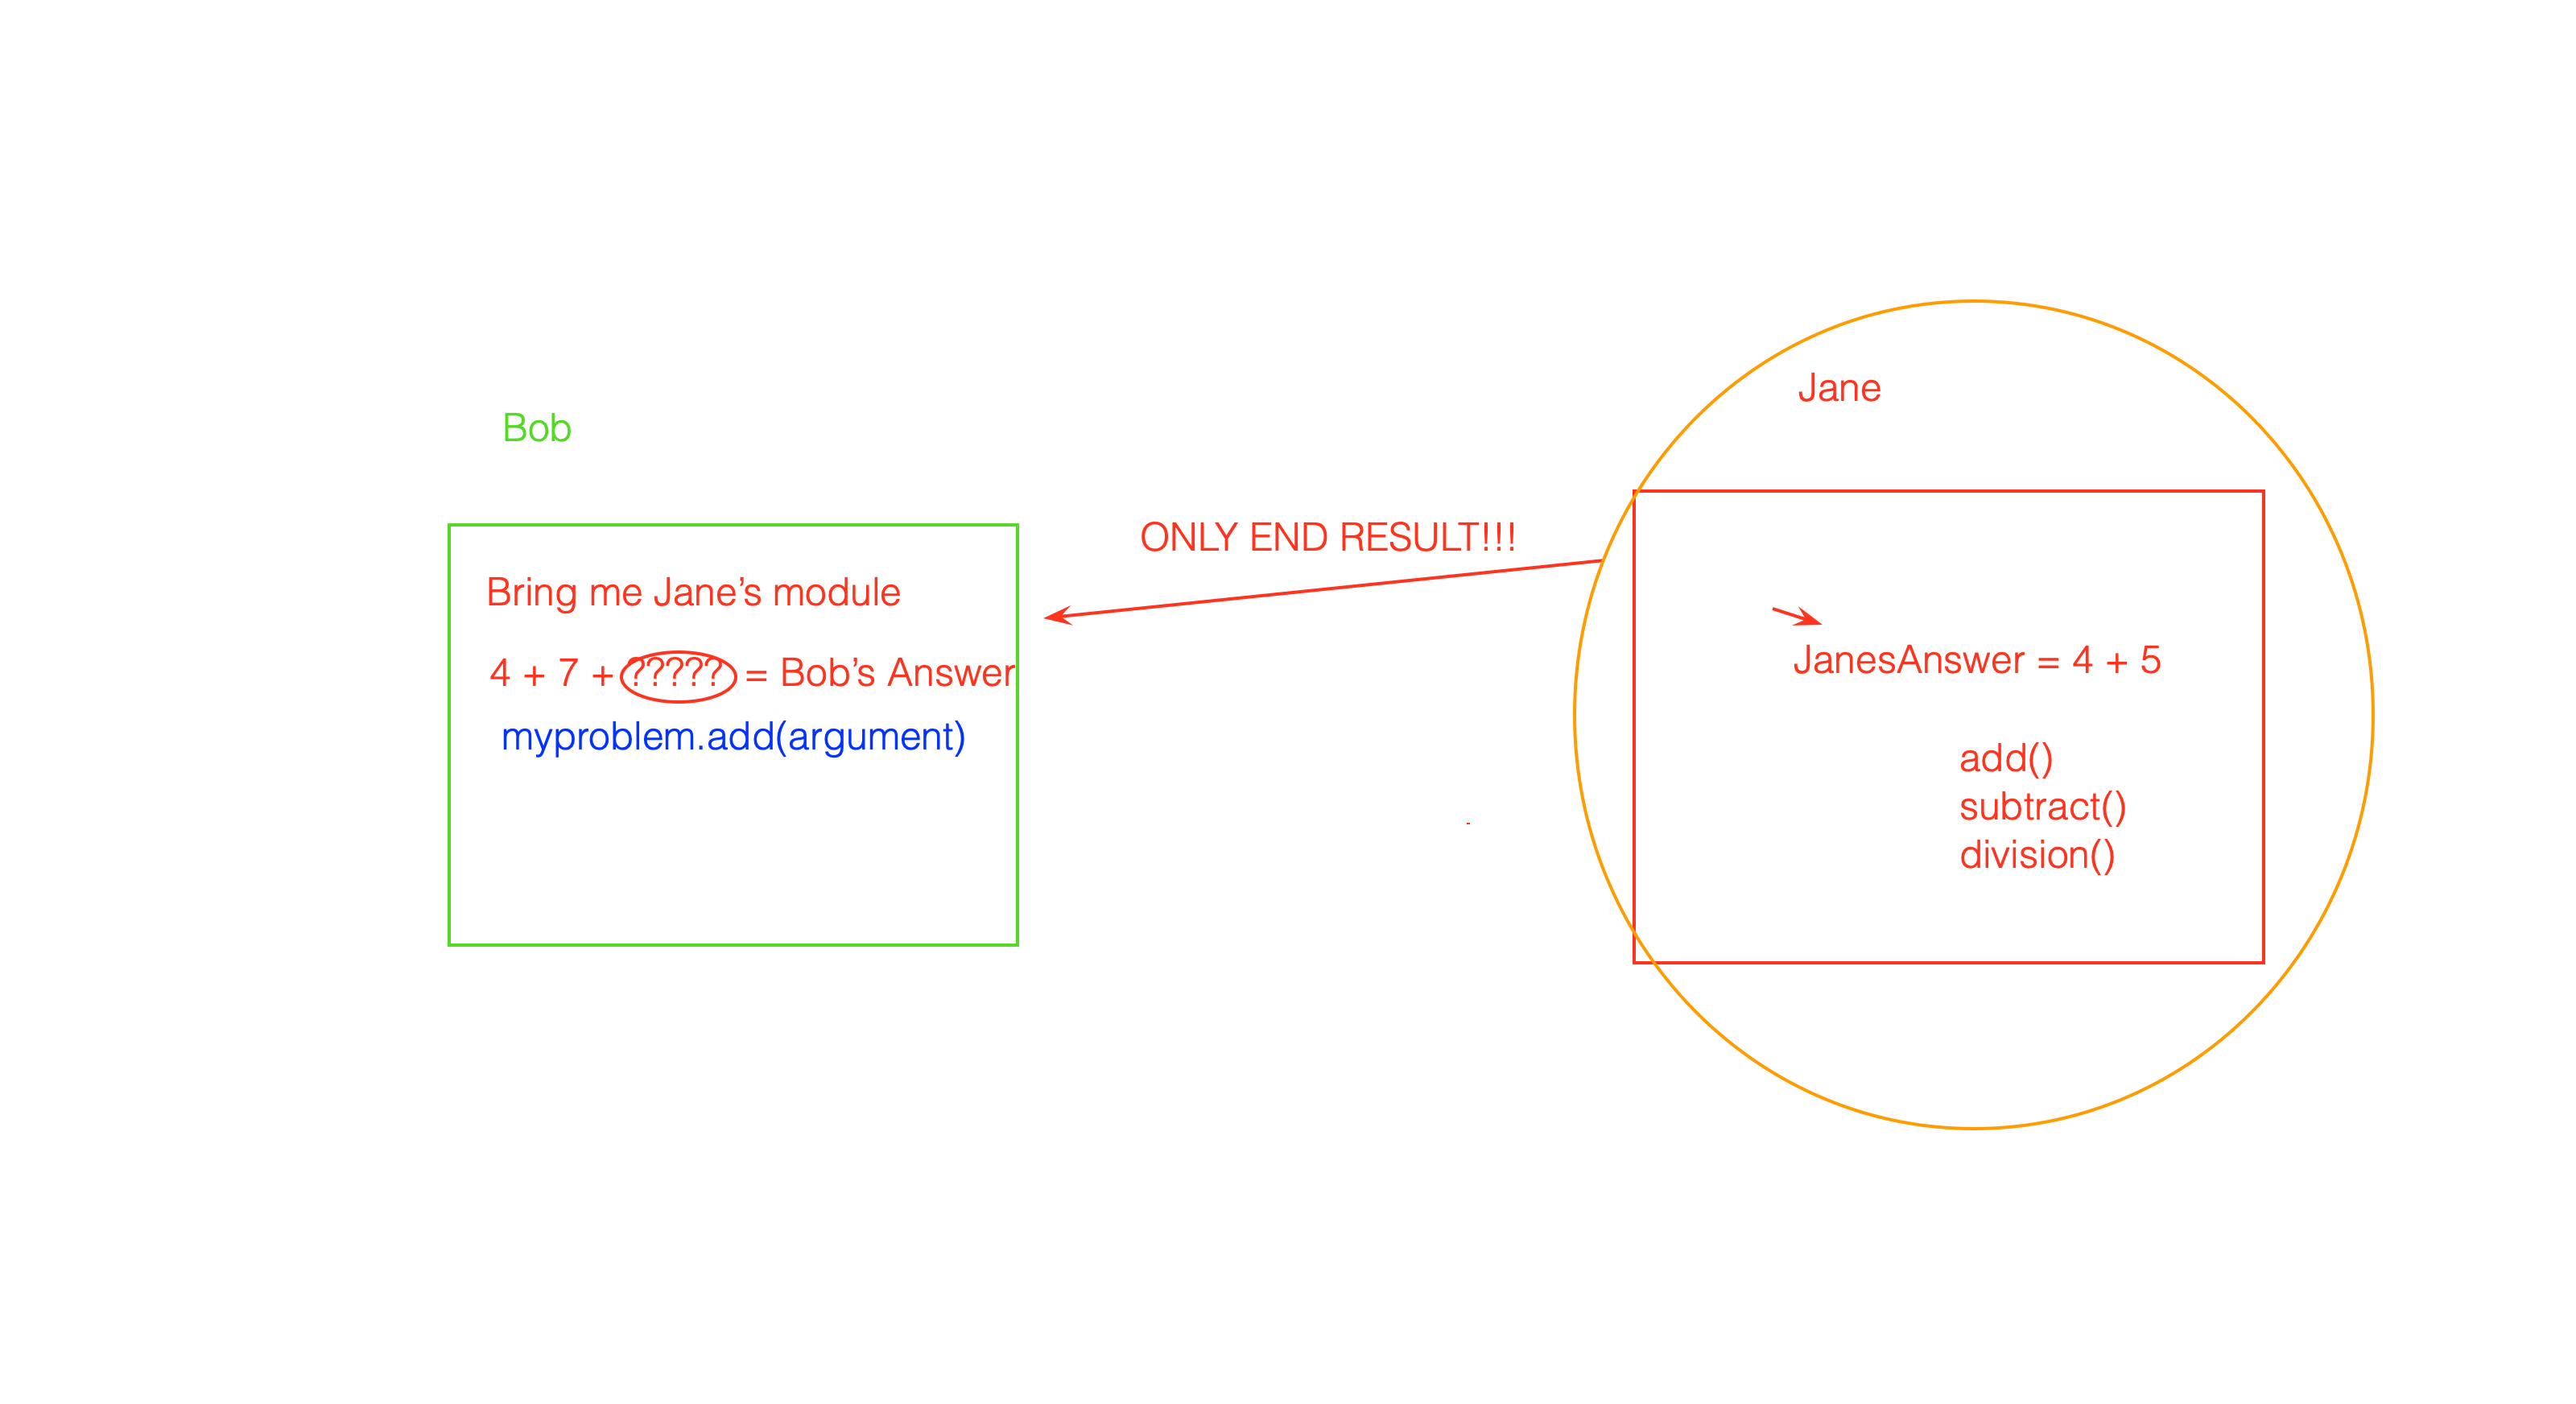 Bob
Bring me Jane’s module
4 + 7 + ????? = Bob’s Answer
myproblem.add(argument)
ONLY END RESULT!!!
Jane
JanesAnswer = 4 + 5
add()
subtract()
division()